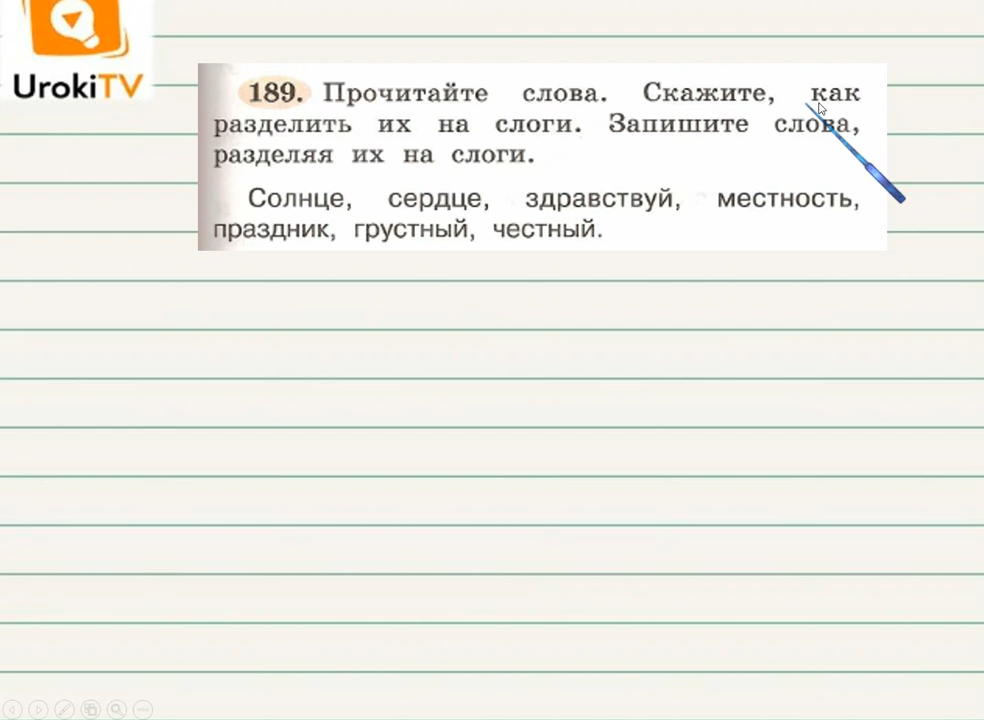 UrokiTV
189. Прочитайте слова. Скажите, как
разделить их на слоги. Запишите слова,
разделяя их на слоги.
Солнце, сердце, здравствуй, местность,
праздник, грустный, честный.